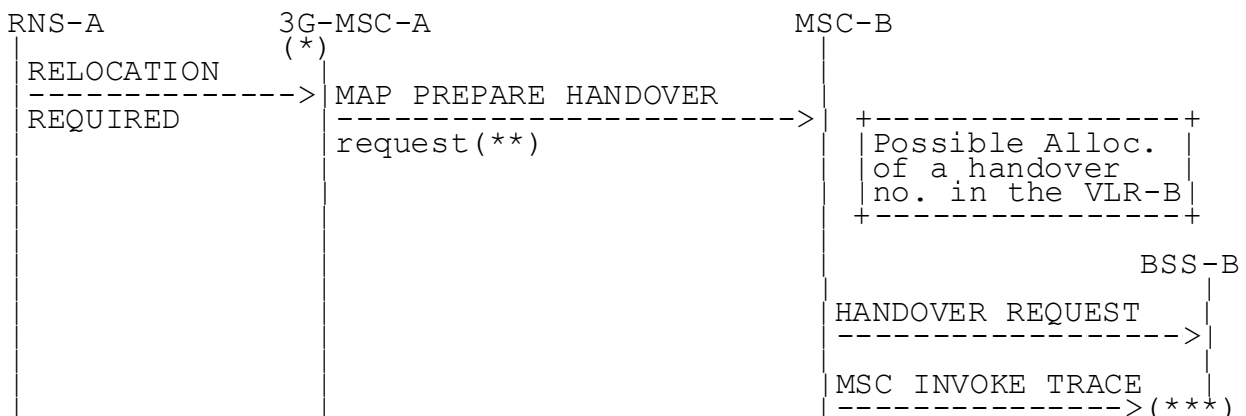 RNS-A 3G-MSC-A MSC-B
(*)
RELOCATION
MAP PREPARE HANDOVER
REQUIRED
request(**)
Possible Alloc.
of a handover
no. in the VLR-B
BSS-B
HANDOVER REQUEST
MSC INVOKE TRACE
(***)